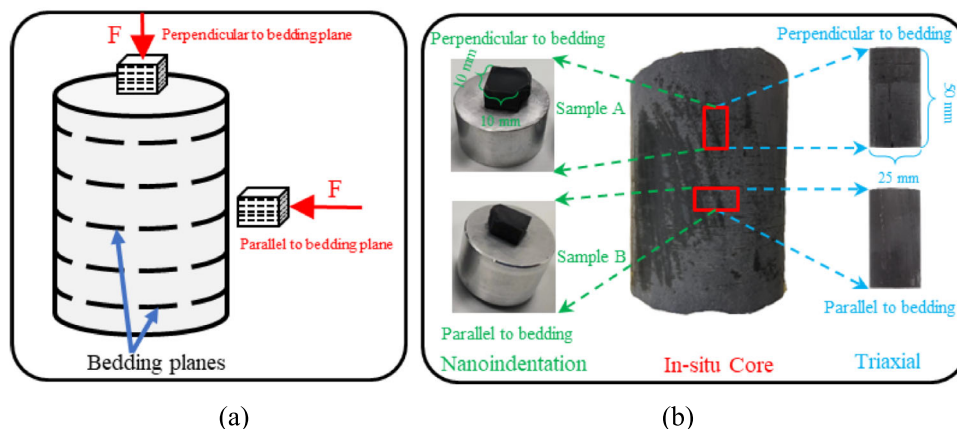 F
Perpendicular to bedding plane
F
Parallel to bedding plane
Bedding planes
(a)
Perpendicular to bedding
10 mm
10 mm
Sample A
Sample B
Parallel to bedding
Nanoindentation
In-situ Core
Perpendicular to bedding
50 mm
25 mm
Parallel to bedding
Triaxial
(b)